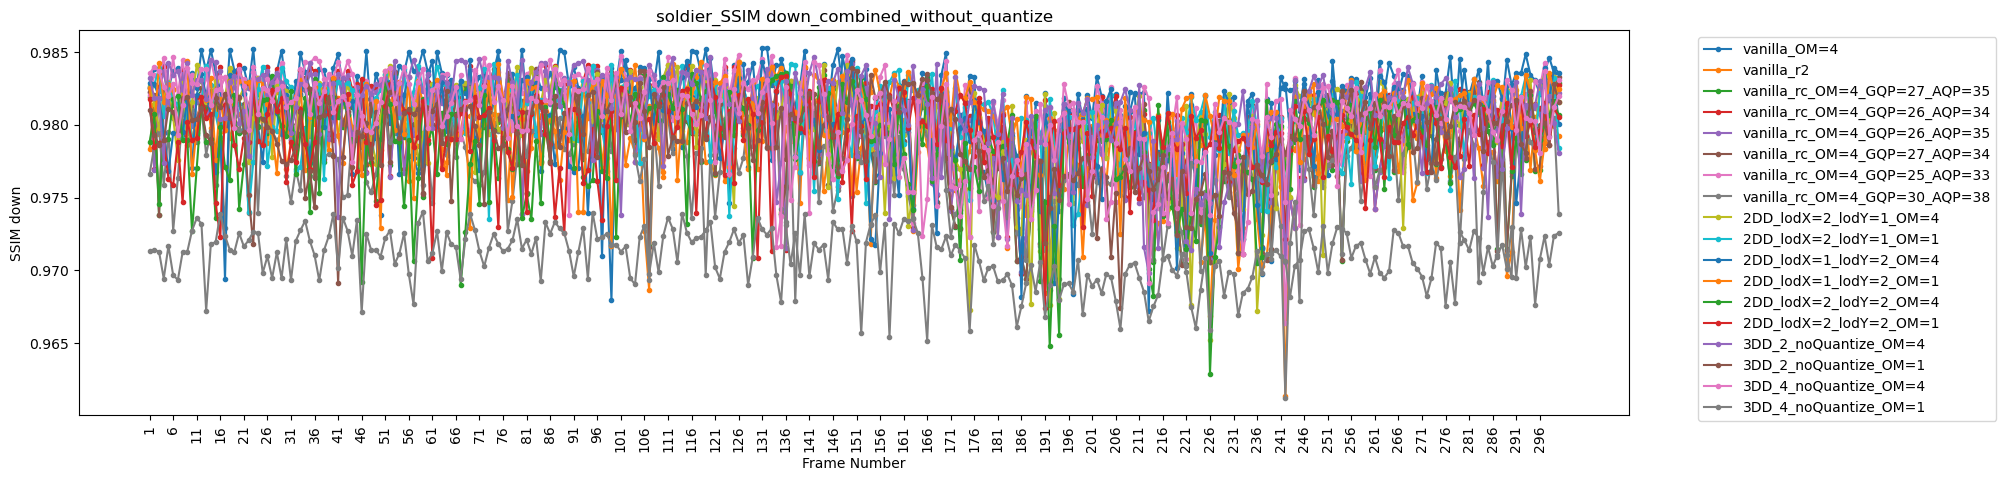 soldier_SSIM down_combined_without_quantize
SSIM down
0.985
0.980
0.975
0.970
0.965
1 6 11 16 21 26 31 36 41 46 51 56 61 66 71 76 81 86 91 96 101 106 111 116 121 126 131 136 141 146 151 156 161 166 171 176 181 186 191 196 201 206 211 216 221 226 231 236 241 246 251 256 261 266 271 276 281 286 291 296
Frame Number
vanilla_OM=4
vanilla_r2
vanilla_rc_OM=4_GQP=27_AQP=35
vanilla_rc_OM=4_GQP=26_AQP=34
vanilla_rc_OM=4_GQP=26_AQP=35
vanilla_rc_OM=4_GQP=27_AQP=34
vanilla_rc_OM=4_GQP=25_AQP=33
vanilla_rc_OM=4_GQP=30_AQP=38
2DD_lodX=2_lodY=1_OM=4
2DD_lodX=2_lodY=1_OM=1
2DD_lodX=1_lodY=2_OM=4
2DD_lodX=1_lodY=2_OM=1
2DD_lodX=2_lodY=2_OM=4
2DD_lodX=2_lodY=2_OM=1
3DD_2_noQuantize_OM=4
3DD_2_noQuantize_OM=1
3DD_4_noQuantize_OM=4
3DD_4_noQuantize_OM=1